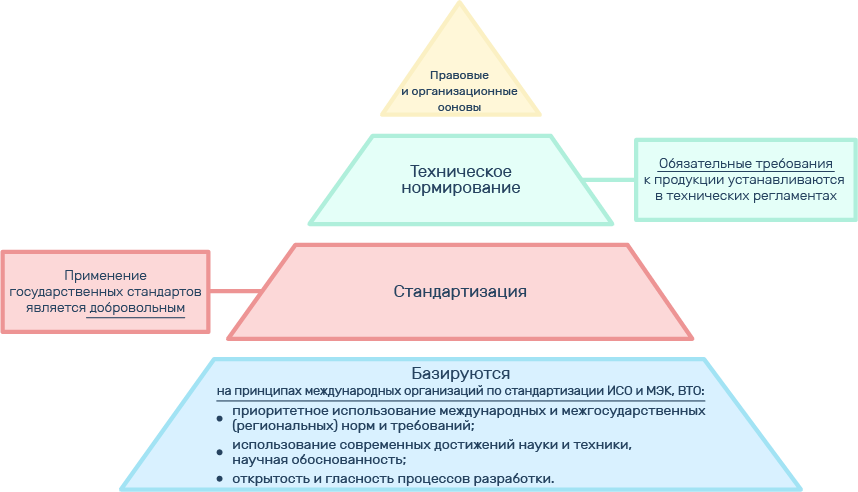 Правовые
и организационные
основы
Техническое
нормирование
Обязательные требования
к продукции устанавливаются
в технических регламентах
Применение
государственных стандартов
является добровольным
Стандартизация
Базируются
на принципах международных организаций по стандартизации ИСО и МЭК, ВТО:
• приоритетное использование международных и межгосударственных
(региональных) норм и требований;
• использование современных достижений науки и техники,
научная обоснованность;
• открытость и гласность процессов разработки.